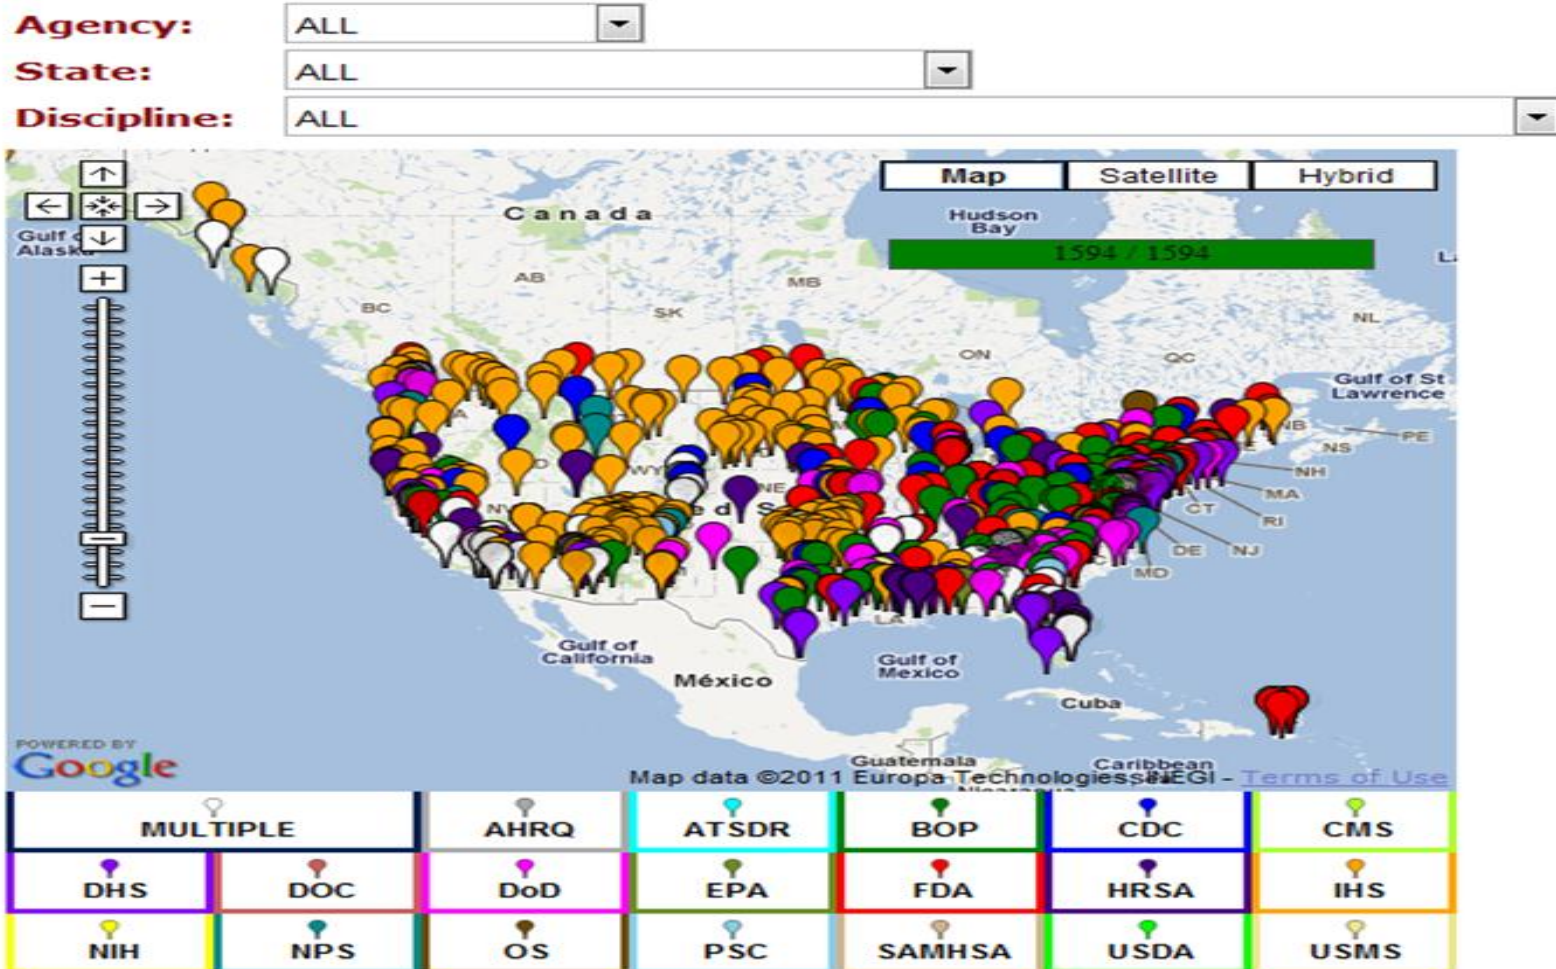 Agency: ALL
State: ALL
Discipline: ALL
Map Satellite Hybrid
Canada
Hudson
Bay
Gulf
Alaska
1594 / 1594
AB
MB
BC
SK
NL
ON
QC
Gulf of St
Lawrence
NB
PE
NS
NH
WY
NE
MA
NV
CT
RI
DE
NJ
MD
LA
Gulf of
California
Gulf of
Mexico
México
Cuba
POWERED BY
Google
Guatemala
Caribbean
Map data ©2011 Europa Technologies, INEGI - Terms of Use
Nicaragua
MULTIPLE AHRQ ATSDR BOP CDC CMS
DHS DOC DoD EPA FDA HRSA IHS
NIH NPS OS PSC SAMHSA USDA USMS